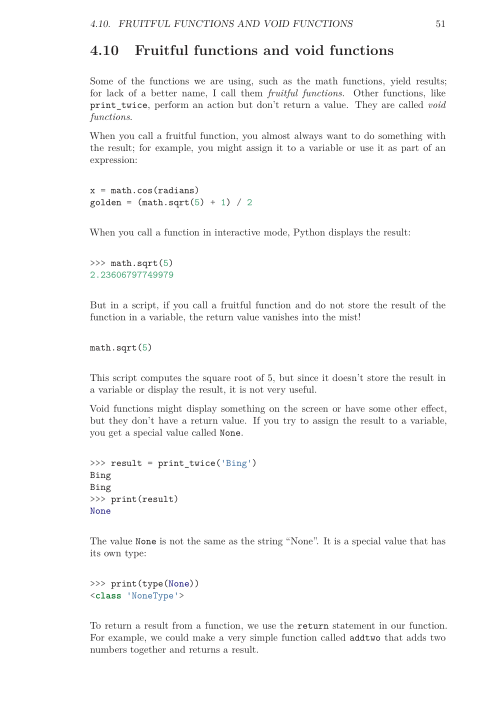 4.10. FRUITFUL FUNCTIONS AND VOID FUNCTIONS 51
4.10 Fruitful functions and void functions
Some of the functions we are using, such as the math functions, yield results;
for lack of a better name, I call them fruitful functions. Other functions, like
print_twice, perform an action but don't return a value. They are called void
functions.
When you call a fruitful function, you almost always want to do something with
the result; for example, you might assign it to a variable or use it as part of an
expression:
x = math.cos(radians)
golden = (math.sqrt(5) + 1) / 2
When you call a function in interactive mode, Python displays the result:
>>> math.sqrt(5)
2.23606797749979
But in a script, if you call a fruitful function and do not store the result of the
function in a variable, the return value vanishes into the mist!
math.sqrt(5)
This script computes the square root of 5, but since it doesn't store the result in
a variable or display the result, it is not very useful.
Void functions might display something on the screen or have some other effect,
but they don't have a return value. If you try to assign the result to a variable,
you get a special value called None.
>>> result = print_twice('Bing')
Bing
Bing
>>> print(result)
None
The value None is not the same as the string “None”. It is a special value that has
its own type:
>>> print(type(None))
<class 'NoneType'>
To return a result from a function, we use the return statement in our function.
For example, we could make a very simple function called addtwo that adds two
numbers together and returns a result.